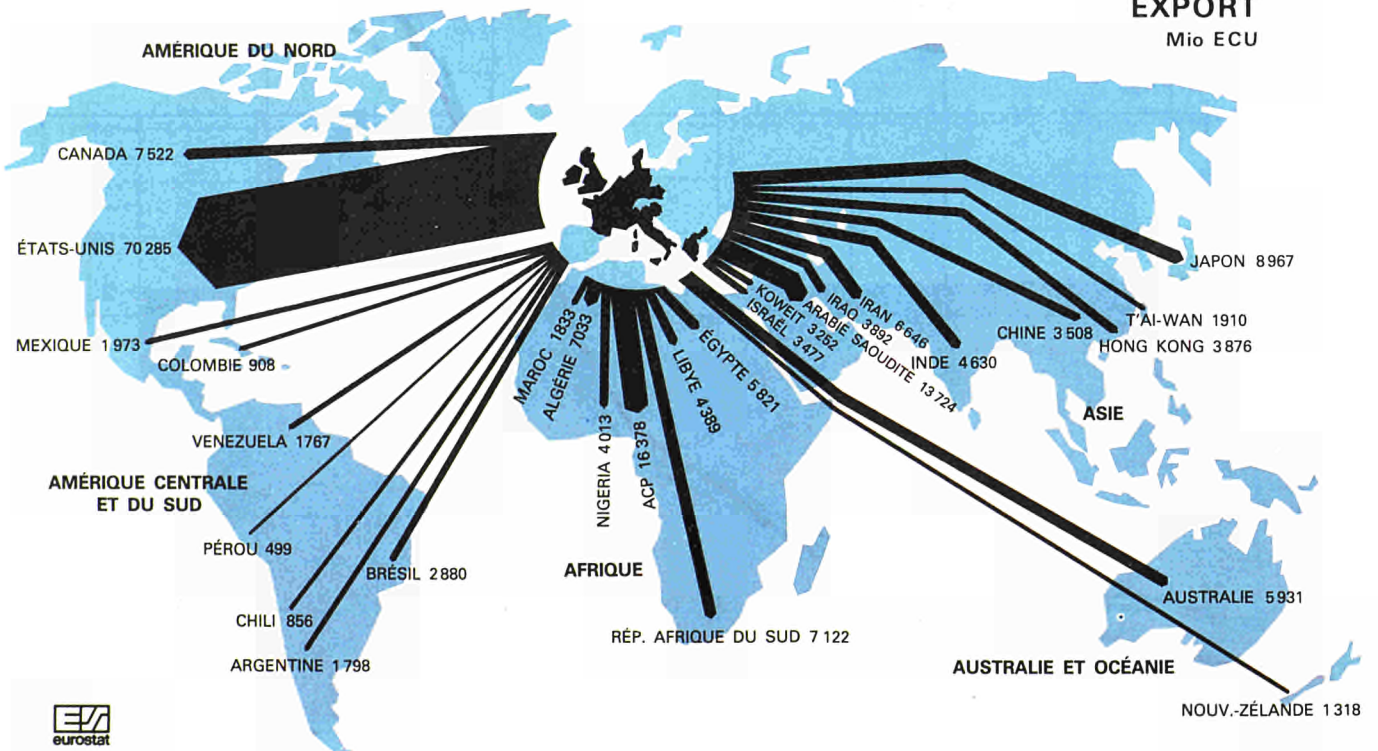 EXPORT
Mio ECU
AMÉRIQUE DU NORD
CANADA 7 522
ÉTATS-UNIS 70 285
MEXIQUE 1 973
COLOMBIE 908
VENEZUELA 1767
AMÉRIQUE CENTRALE
ET DU SUD
PÉROU 499
BRÉSIL 2 880
CHILI 856
ARGENTINE 1 798
MAROC 1833
ALGÉRIE 7033
NIGERIA 4 013
ACP 16 378
LIBYE 4 389
ÉGYPTE 5 821
AFRIQUE
RÉP. AFRIQUE DU SUD 7 122
ISRAËL 3 477
KOWEIT 3 252
ARABIE SAOUDITE 13 724
IRAQ 3892
IRAN 6 646
INDE 4 630
CHINE 3 508
JAPON 8 967
T'AI-WAN 1910
HONG KONG 3 876
ASIE
AUSTRALIE 5 931
AUSTRALIE ET OCÉANIE
NOUV.-ZÉLANDE 1 318
eurostat